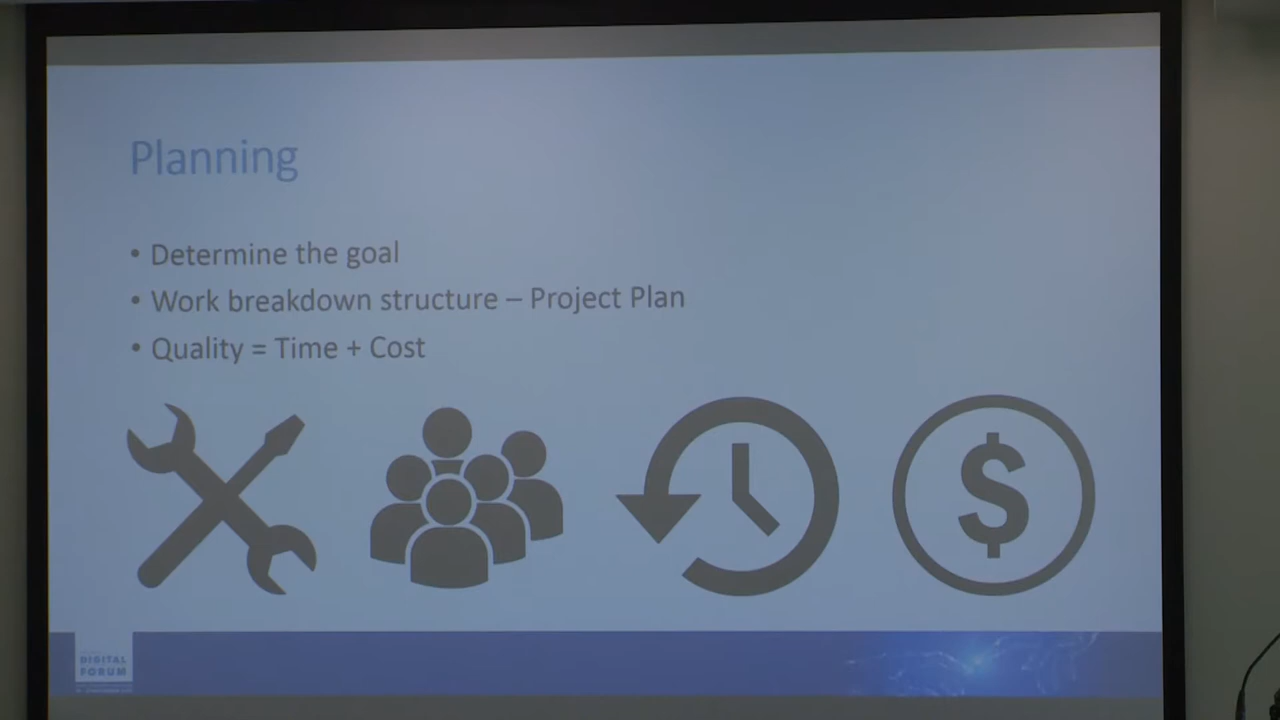 Planning
• Determine the goal
• Work breakdown structure – Project Plan
• Quality = Time + Cost
$
DIGITAL
FORUM